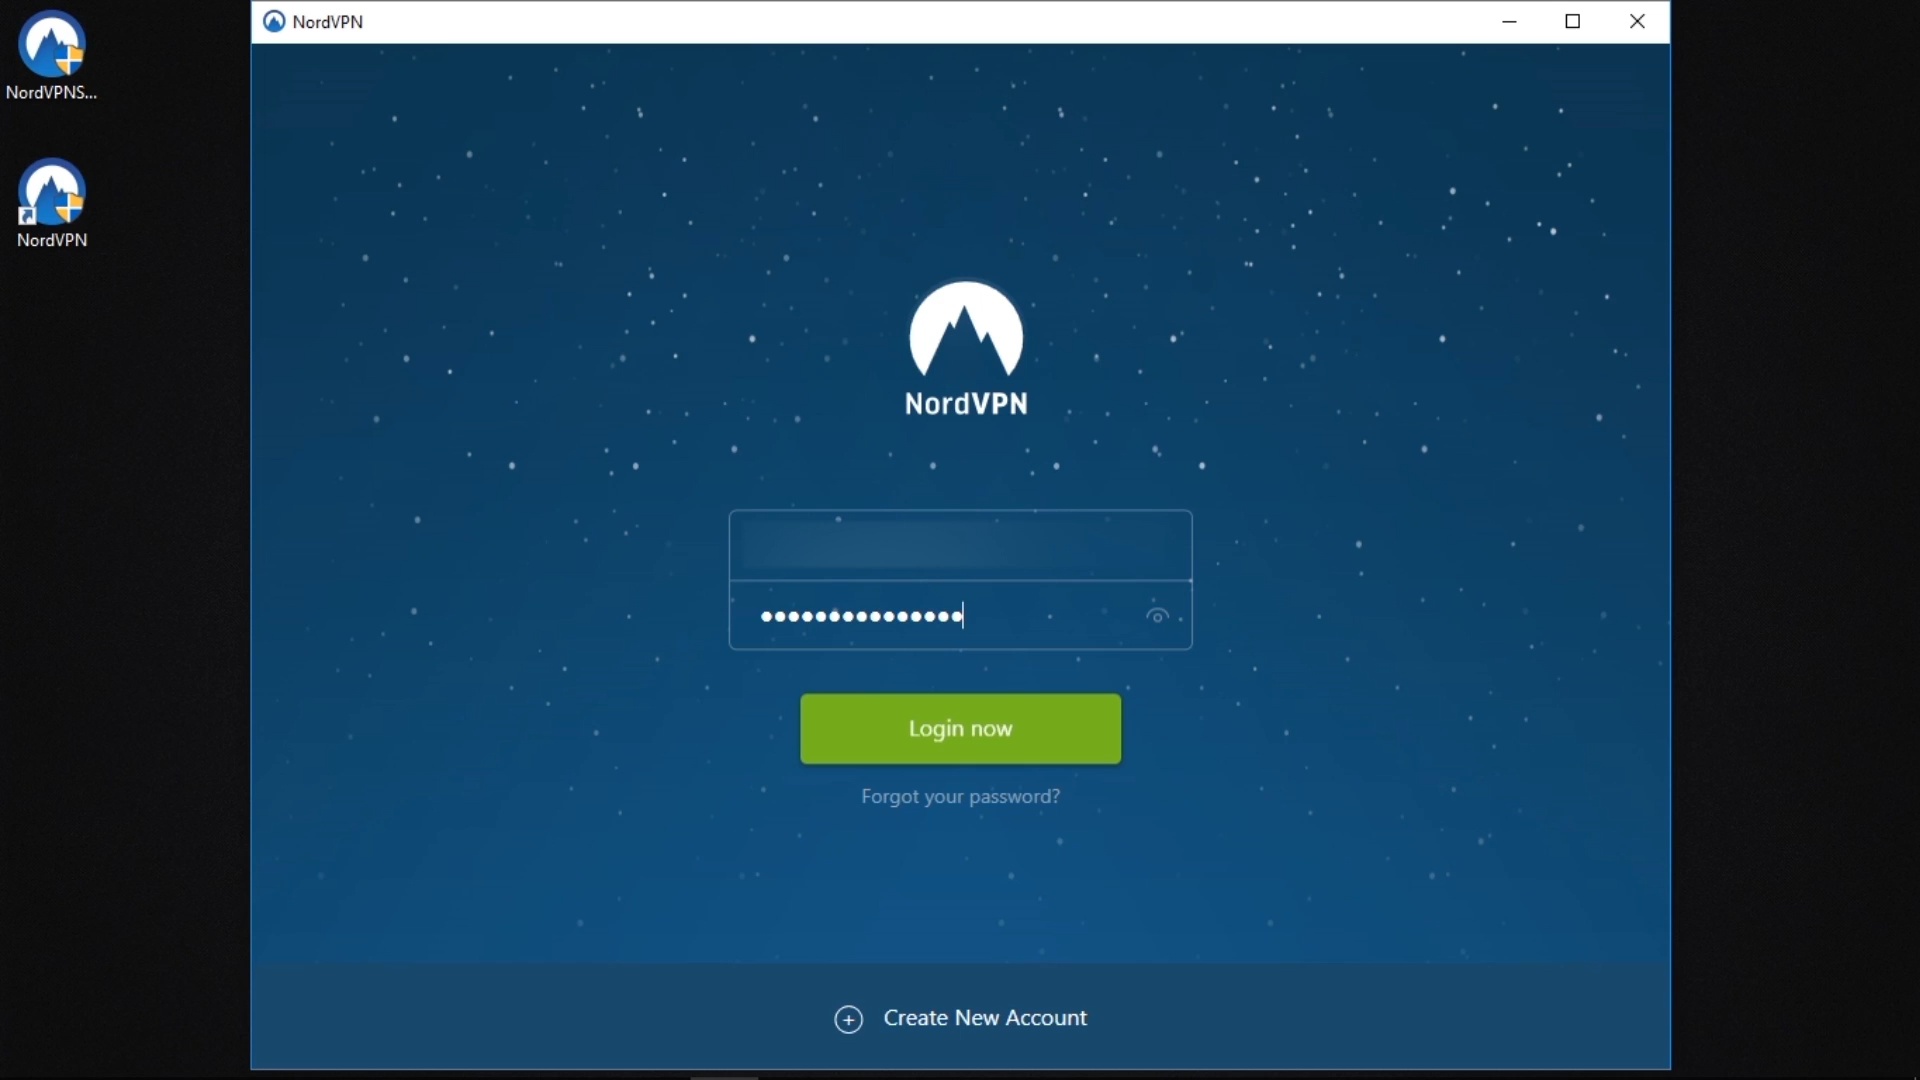 NordVPN
NordVPNS...
NordVPN
NordVPN
Login now
Forgot your password?
Create New Account